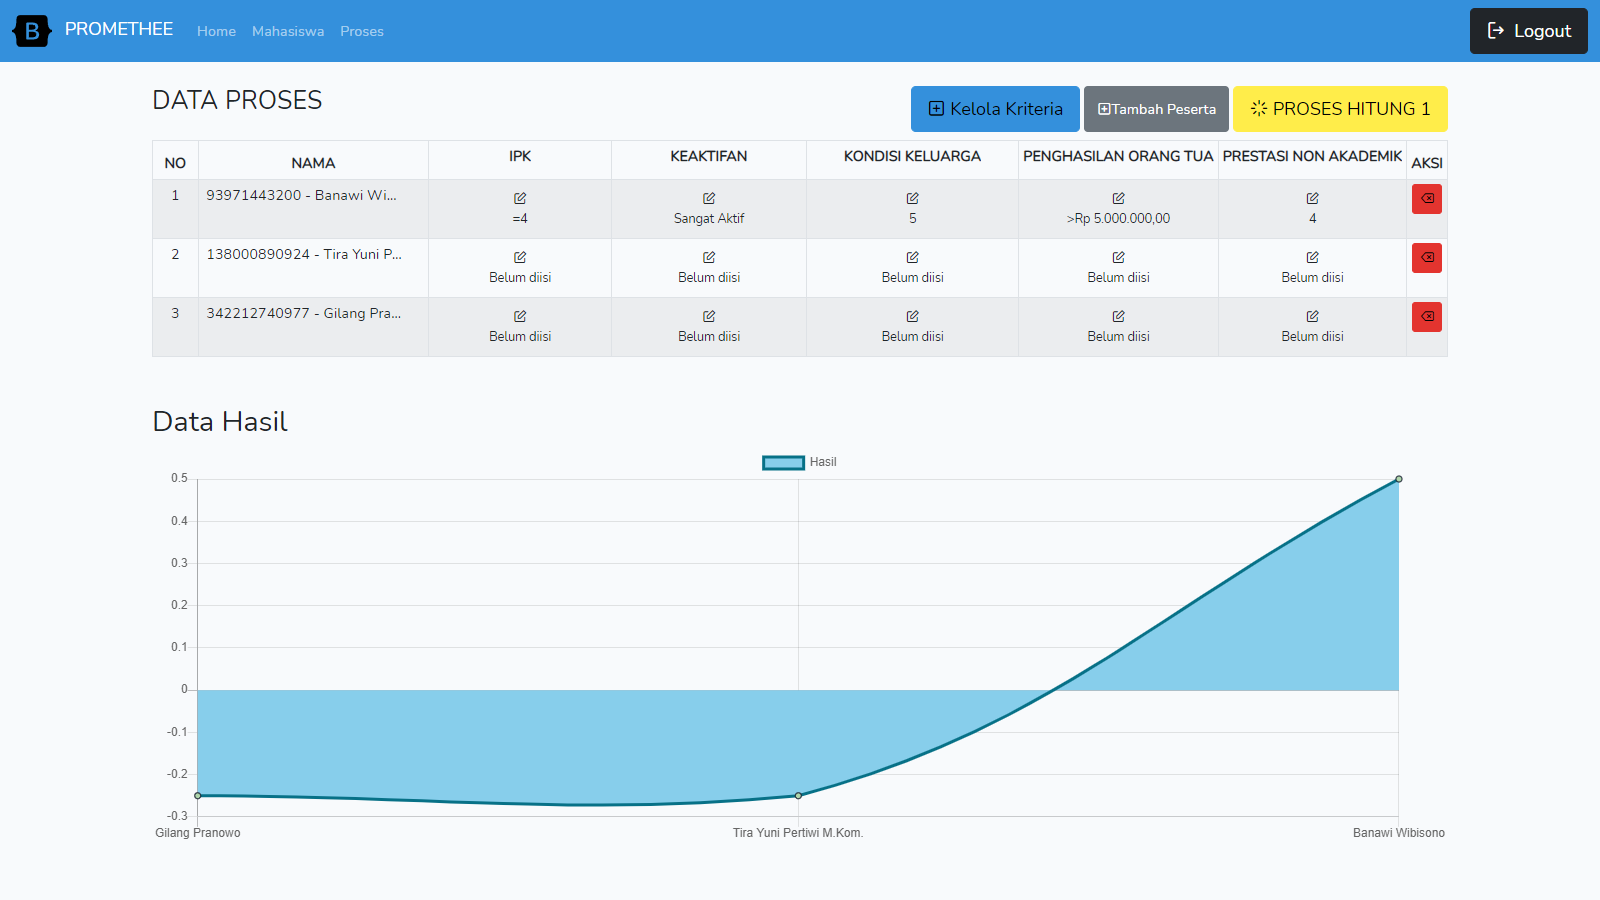 B PROMETHEE Home Mahasiswa Proses Logout
DATA PROSES
Kelola Kriteria Tambah Peserta PROSES HITUNG 1
NO NAMA IPK KEAKTIFAN KONDISI KELUARGA PENGHASILAN ORANG TUA PRESTASI NON AKADEMIK AKSI
1 93971443200 - Banawi Wi... =4 Sangat Aktif 5 >Rp 5.000.000,00 4
2 138000890924 - Tira Yuni P... Belum diisi Belum diisi Belum diisi Belum diisi Belum diisi
3 342212740977 - Gilang Pra... Belum diisi Belum diisi Belum diisi Belum diisi Belum diisi
Data Hasil
Hasil
0.5
0.4
0.3
0.2
0.1
0
-0.1
-0.2
-0.3
Gilang Pranowo Tira Yuni Pertiwi M.Kom. Banawi Wibisono